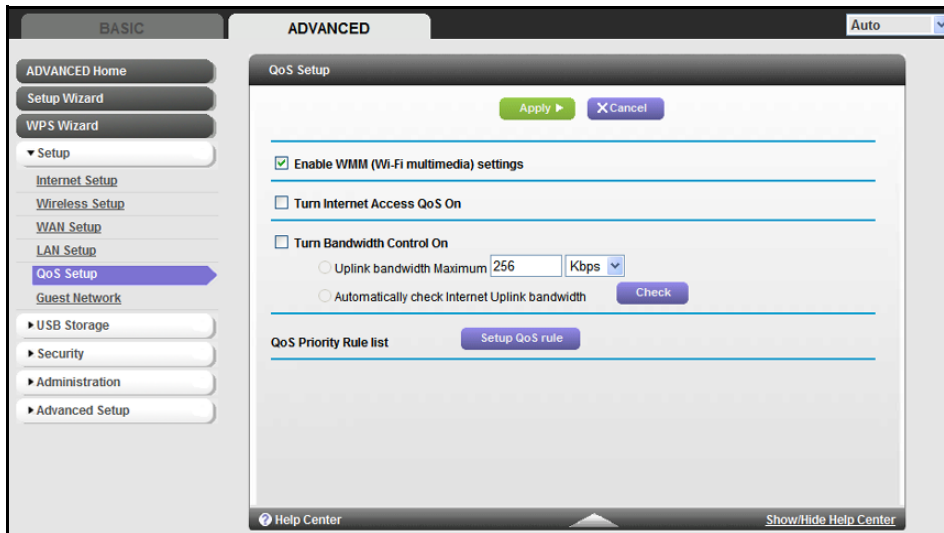 BASIC
ADVANCED
Auto
ADVANCED Home
Setup Wizard
WPS Wizard
Setup
Internet Setup
Wireless Setup
WAN Setup
LAN Setup
QoS Setup
Guest Network
USB Storage
Security
Administration
Advanced Setup
QoS Setup
Apply
Cancel
Enable WMM (Wi-Fi multimedia) settings
Turn Internet Access QoS On
Turn Bandwidth Control On
Uplink bandwidth Maximum 256 Kbps
Automatically check Internet Uplink bandwidth Check
QoS Priority Rule list Setup QoS rule
Help Center
Show/Hide Help Center